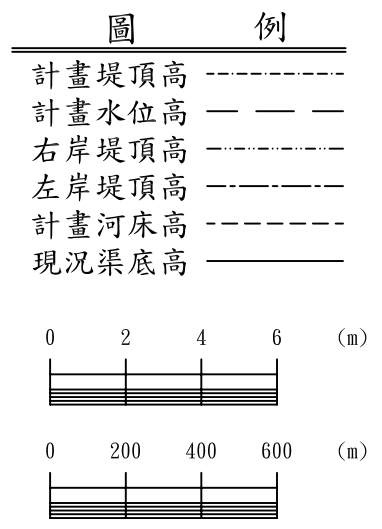 圖 例
計畫堤頂高
計畫水位高
右岸堤頂高
左岸堤頂高
計畫河床高
現況渠底高
0 2 4 6 (m)
0 200 400 600 (m)